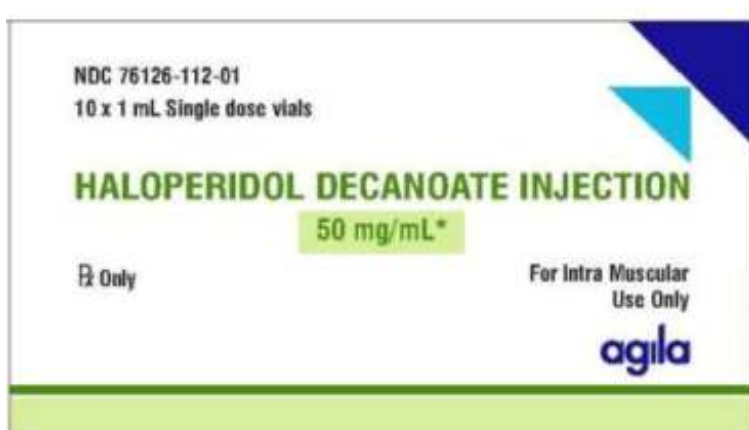 NDC 76126-112-01
10 x 1 mL Single dose vials
HALOPERIDOL DECANOATE INJECTION
50 mg/mL*
℞ Only
For Intra Muscular
Use Only
agila